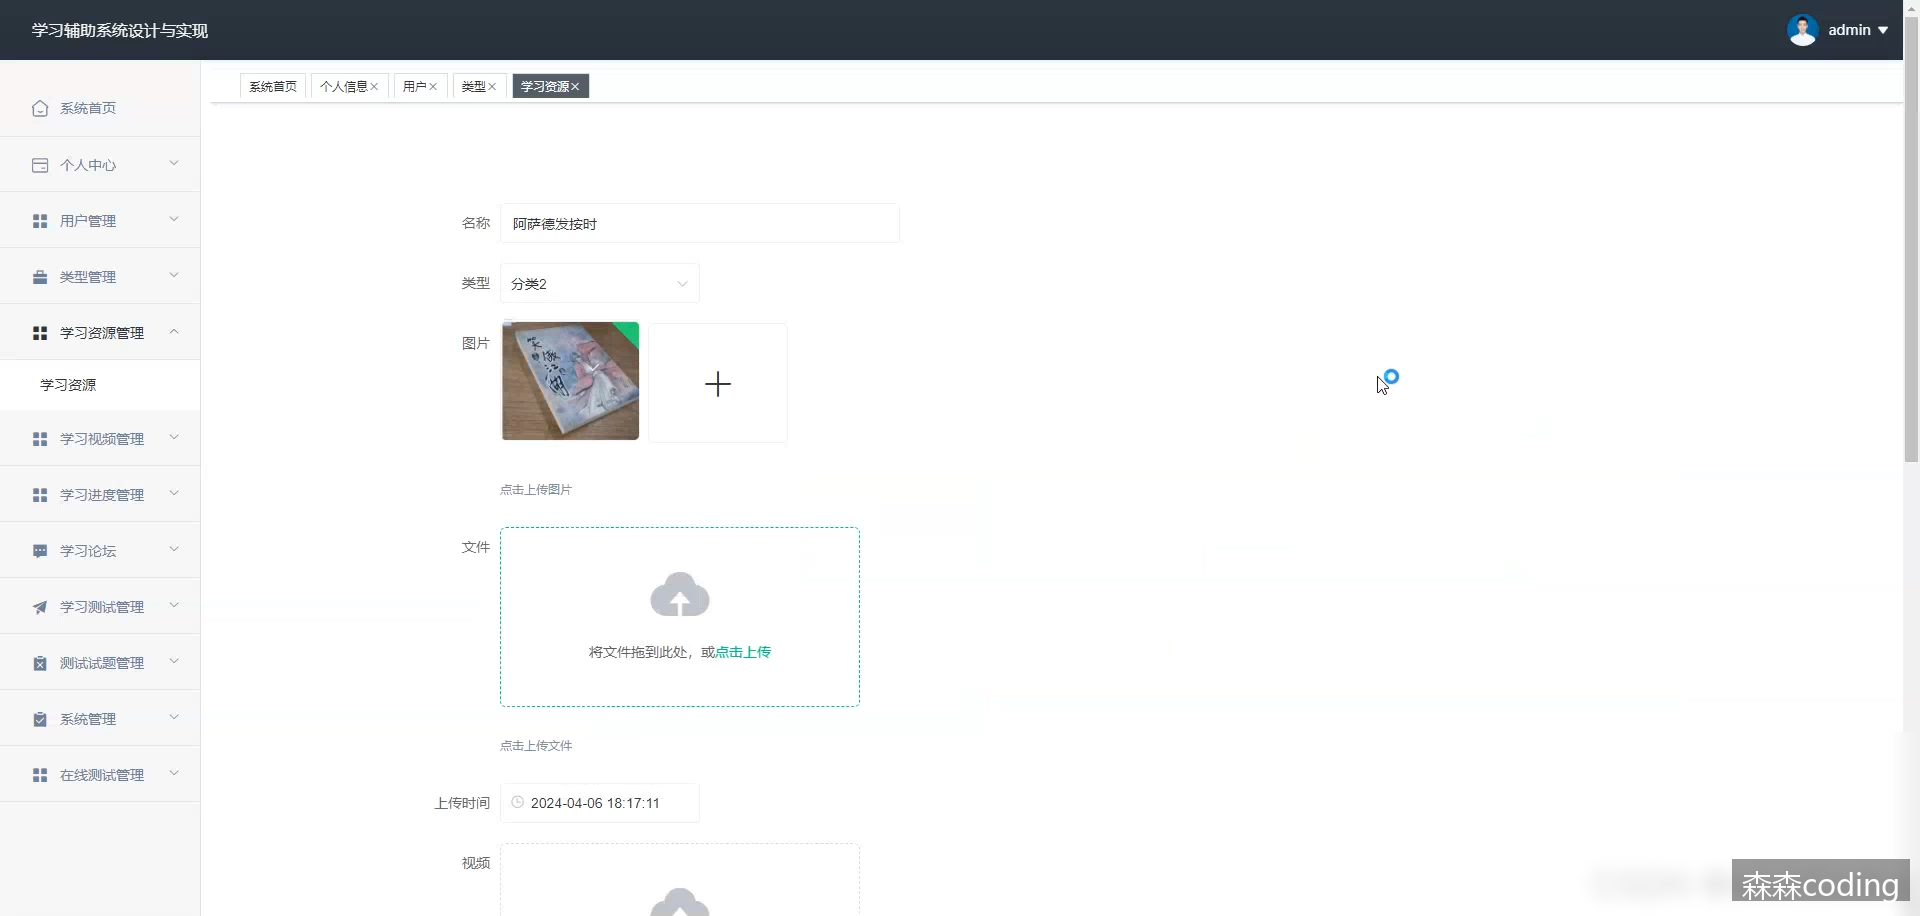 学习辅助系统设计与实现
admin
系统首页
个人信息
用户
类型
学习资源
系统首页
个人中心
用户管理
类型管理
学习资源管理
学习资源
学习视频管理
学习进度管理
学习论坛
学习测试管理
测试试题管理
系统管理
在线测试管理
名称
阿萨德发按时
类型
分类2
图片
笑傲江湖
点击上传图片
文件
将文件拖到此处，或点击上传
点击上传文件
上传时间
2024-04-06 18:17:11
视频
森森coding